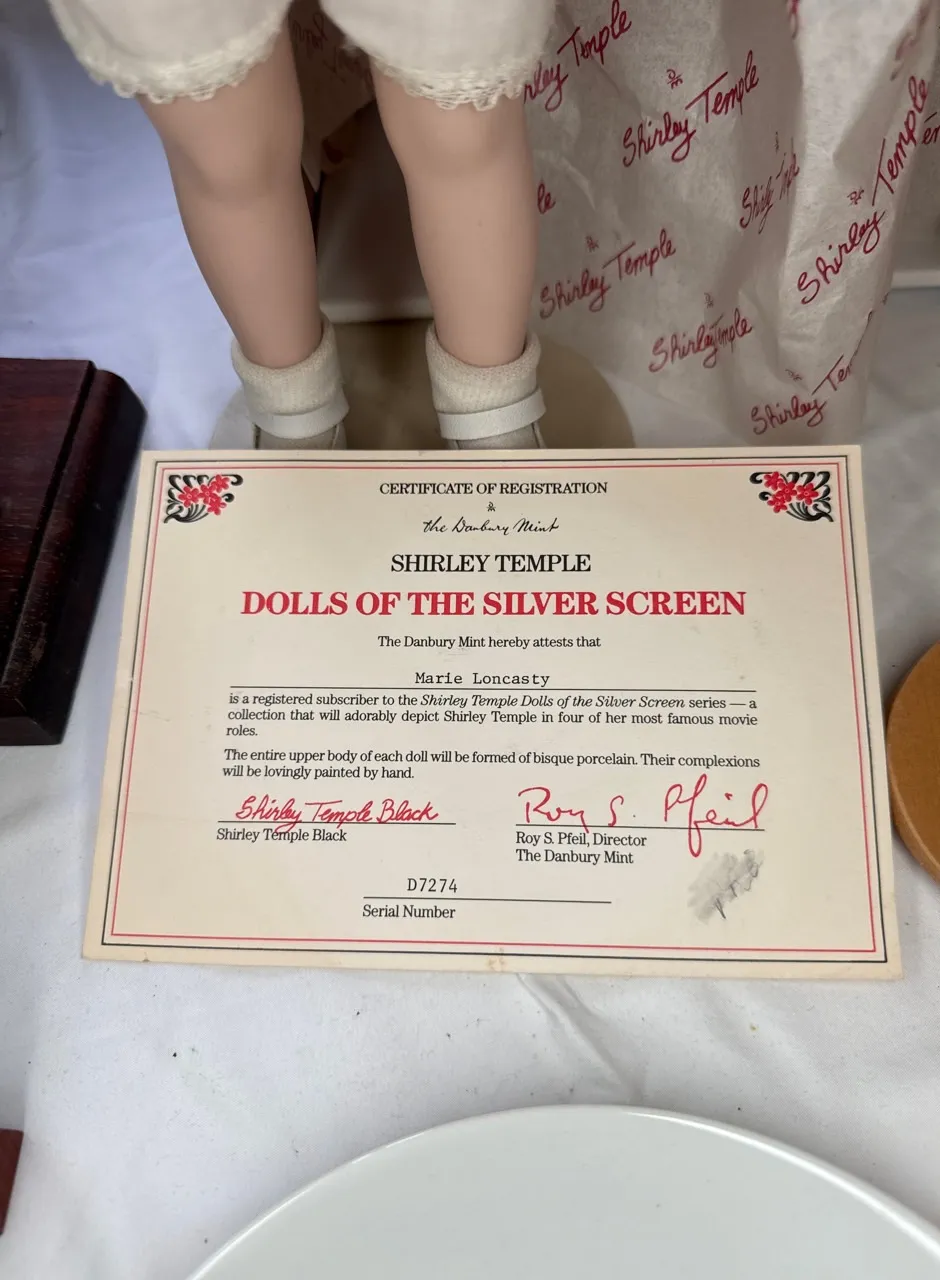 Temple
Shirley Temple
Shirley Temple
Shirley Temple
Shirley Temple
Shirley
CERTIFICATE OF REGISTRATION
the Danbury Mint
SHIRLEY TEMPLE
DOLLS OF THE SILVER SCREEN
The Danbury Mint hereby attests that
Marie Loncasty
is a registered subscriber to the Shirley Temple Dolls of the Silver Screen series — a
collection that will adorably depict Shirley Temple in four of her most famous movie
roles.
The entire upper body of each doll will be formed of bisque porcelain. Their complexions
will be lovingly painted by hand.
Shirley Temple Black
Roy S. Pfeil
Shirley Temple Black
Roy S. Pfeil, Director
The Danbury Mint
D7274
Serial Number